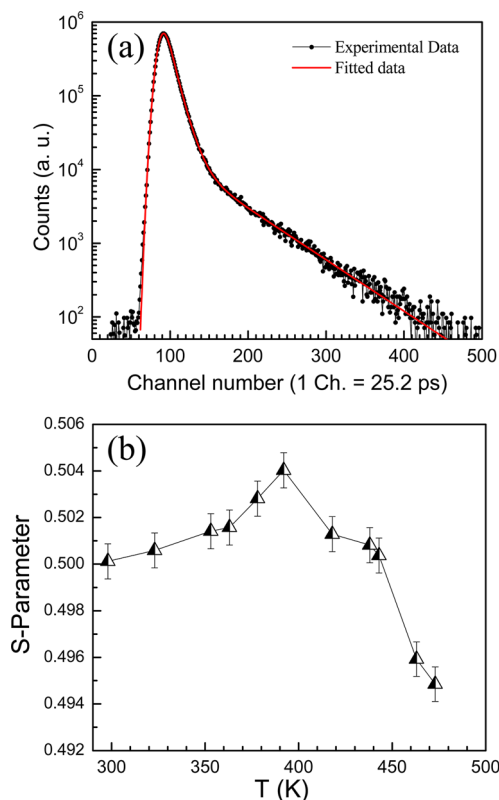 (a)
Experimental Data
Fitted data
Counts (a. u.)
10^6
10^5
10^4
10^3
10^2
0 100 200 300 400 500
Channel number (1 Ch. = 25.2 ps)
(b)
S-Parameter
0.506
0.504
0.502
0.500
0.498
0.496
0.494
0.492
300 350 400 450 500
T (K)